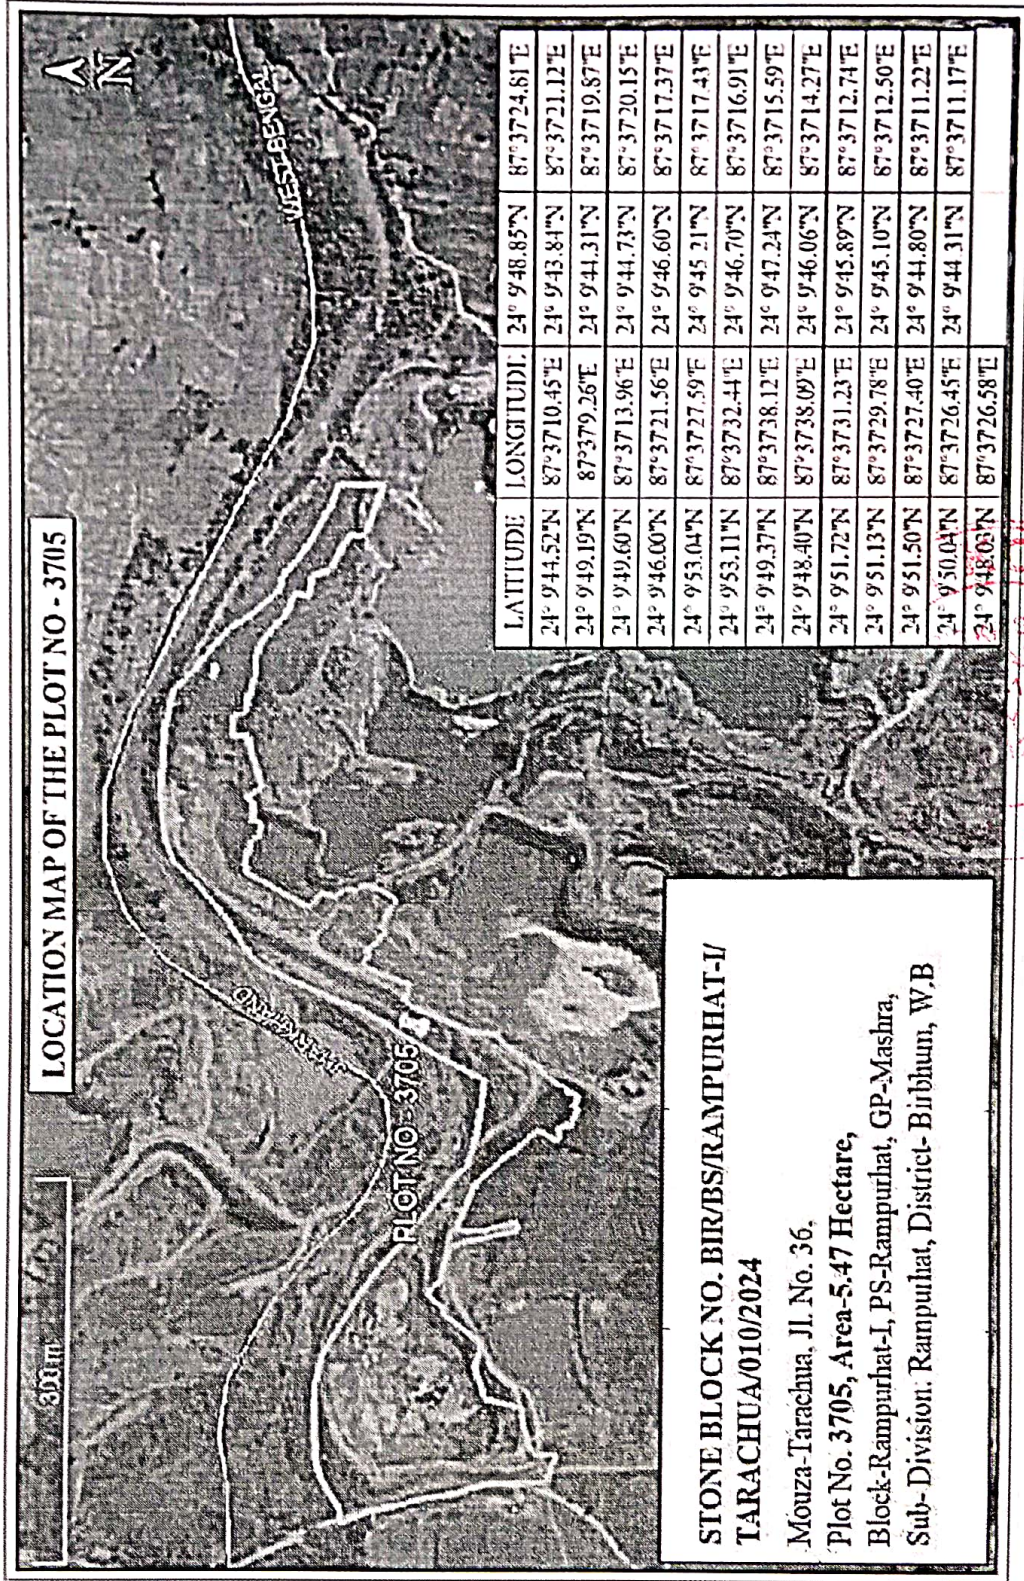 LOCATION MAP OF THE PLOT NO - 3705
N
300 m
WEST BENGAL
JHARKHAND
PLOT NO - 3705
STONE BLOCK NO. BIR/BS/RAMPURHAT-I/
TARACHUA/010/2024
Mouza-Tarachua, Jl. No. 36,
Plot No. 3705, Area-5.47 Hectare,
Block-Rampurhat-I, PS-Rampurhat, GP-Mashra,
Sub-Division: Rampurhat, District- Birbhum, W.B
LATITUDE LONGITUDE 24° 9'48.85"N 87°37'24.81"E
24° 9'44.52"N 87°37'10.45"E 24° 9'43.84"N 87°37'21.12"E
24° 9'49.19"N 87°37'9.26"E 24° 9'44.31"N 87°37'19.87"E
24° 9'49.60"N 87°37'13.96"E 24° 9'44.73"N 87°37'20.15"E
24° 9'46.00"N 87°37'21.56"E 24° 9'46.60"N 87°37'17.37"E
24° 9'53.04"N 87°37'27.59"E 24° 9'45.21"N 87°37'17.43"E
24° 9'53.11"N 87°37'32.44"E 24° 9'46.70"N 87°37'16.91"E
24° 9'49.37"N 87°37'38.12"E 24° 9'47.24"N 87°37'15.59"E
24° 9'48.40"N 87°37'38.09"E 24° 9'46.06"N 87°37'14.27"E
24° 9'51.72"N 87°37'31.23"E 24° 9'45.89"N 87°37'12.74"E
24° 9'51.13"N 87°37'29.78"E 24° 9'45.10"N 87°37'12.50"E
24° 9'51.50"N 87°37'27.40"E 24° 9'44.80"N 87°37'11.22"E
24° 9'50.04"N 87°37'26.45"E 24° 9'44.31"N 87°37'11.17"E
24° 9'48.03"N 87°37'26.58"E